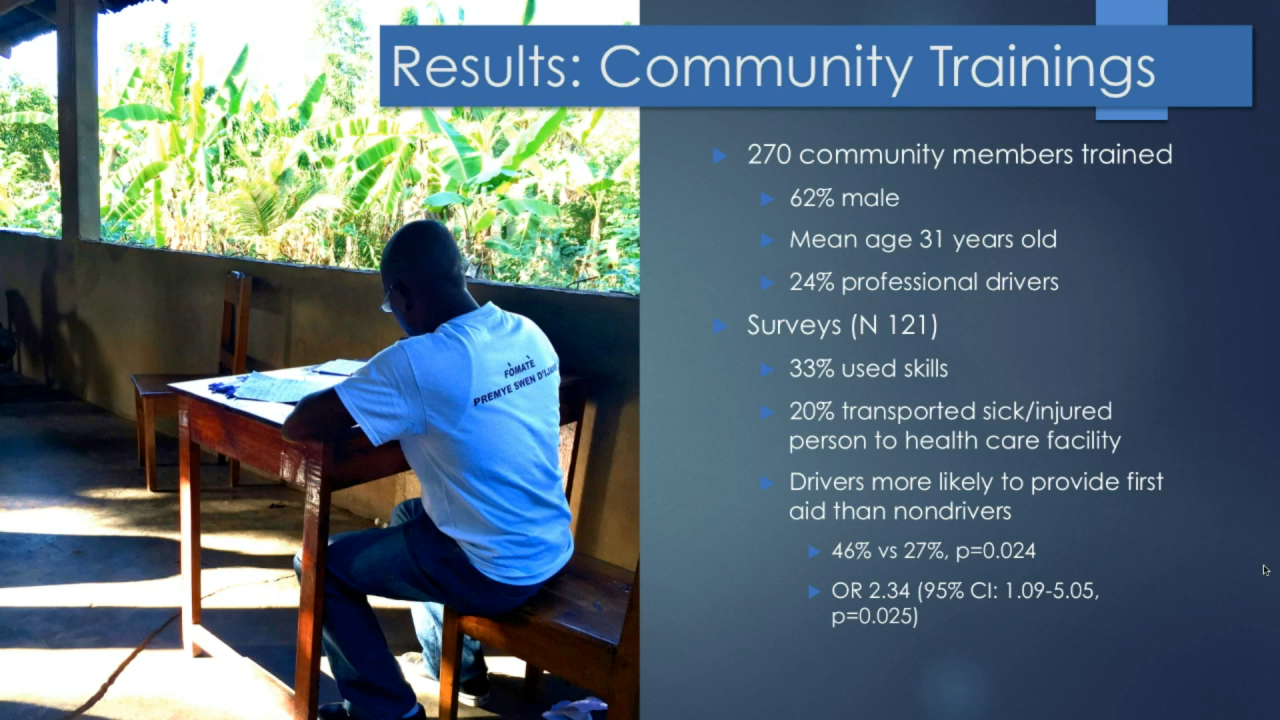 Results: Community Trainings
270 community members trained
62% male
Mean age 31 years old
24% professional drivers
Surveys (N 121)
33% used skills
20% transported sick/injured
person to health care facility
Drivers more likely to provide first
aid than nondrivers
46% vs 27%, p=0.024
OR 2.34 (95% CI: 1.09-5.05,
p=0.025)
FÒMATÈ
PREMYE SWEN